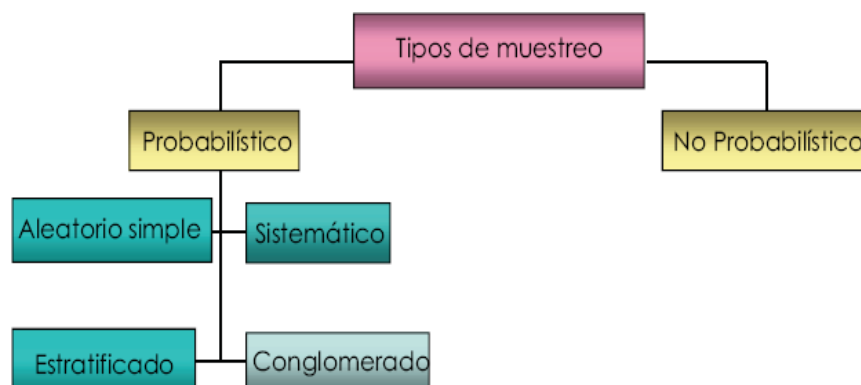 Tipos de muestreo
Probabilístico
No Probabilístico
Aleatorio simple
Sistemático
Estratificado
Conglomerado